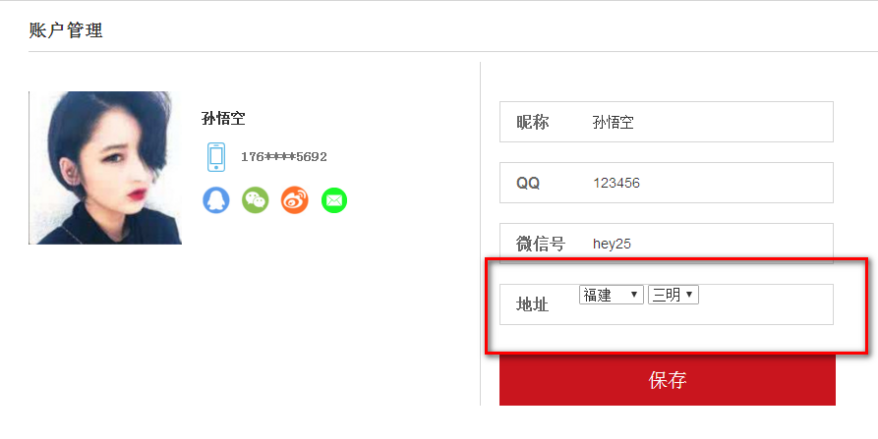 账户管理
孙悟空
176****5692
昵称 孙悟空
QQ 123456
微信号 hey25
地址 福建 三明
保存